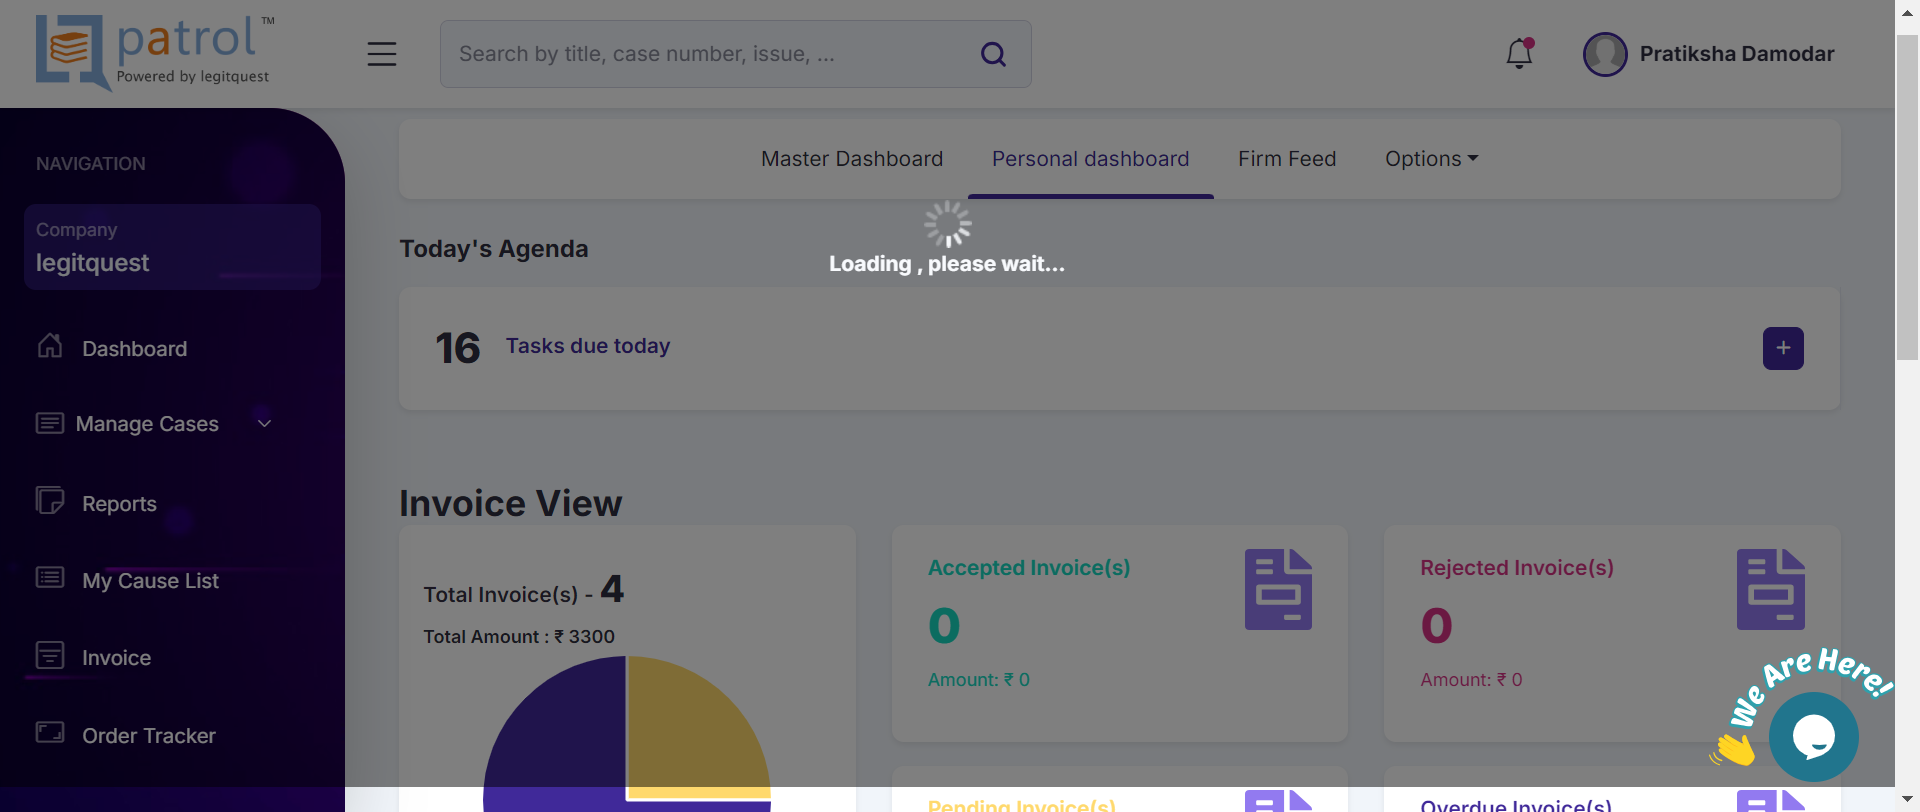 patrol ™
Powered by legitquest
Search by title, case number, issue, ...
Pratiksha Damodar
NAVIGATION
Company
legitquest
Dashboard
Manage Cases
Reports
My Cause List
Invoice
Order Tracker
Master Dashboard
Personal dashboard
Firm Feed
Options
Loading , please wait...
Today's Agenda
16 Tasks due today
+
Invoice View
Total Invoice(s) - 4
Total Amount : ₹ 3300
Accepted Invoice(s)
0
Amount: ₹ 0
Rejected Invoice(s)
0
Amount: ₹ 0
We Are Here!
Pending Invoice(s)
Overdue Invoice(s)